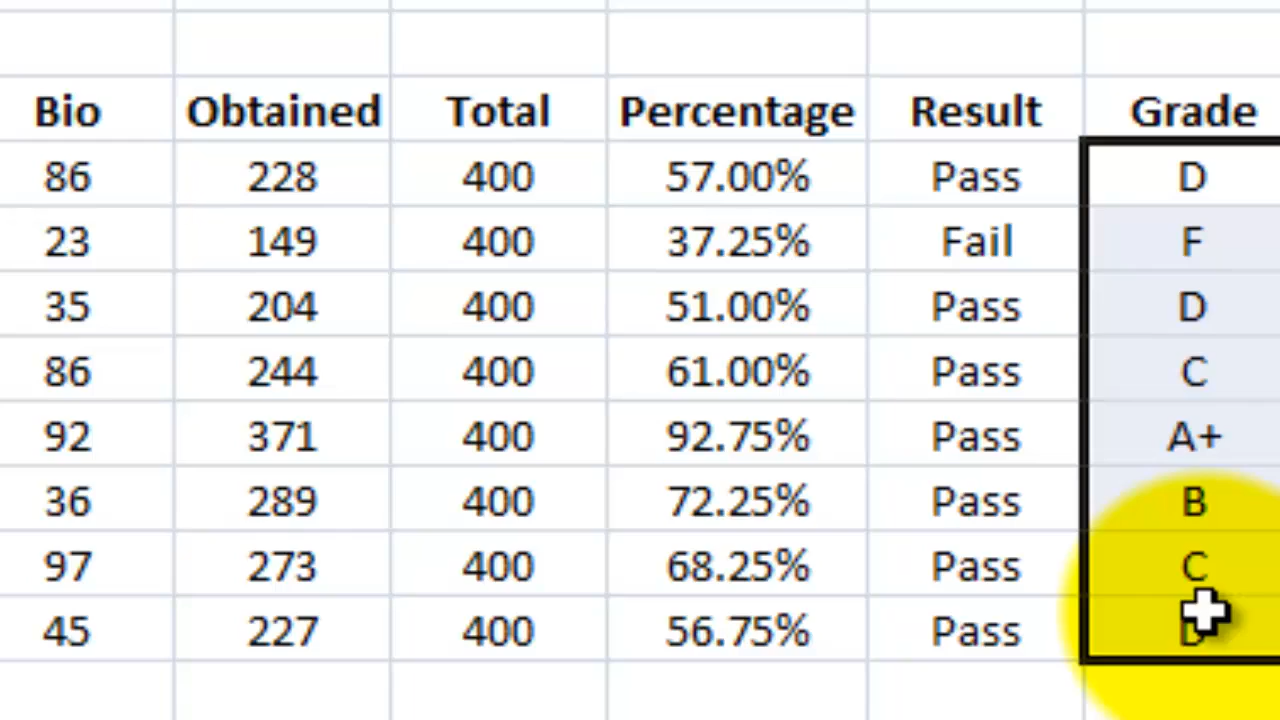 Bio Obtained Total Percentage Result Grade
86 228 400 57.00% Pass D
23 149 400 37.25% Fail F
35 204 400 51.00% Pass D
86 244 400 61.00% Pass C
92 371 400 92.75% Pass A+
36 289 400 72.25% Pass B
97 273 400 68.25% Pass C
45 227 400 56.75% Pass D